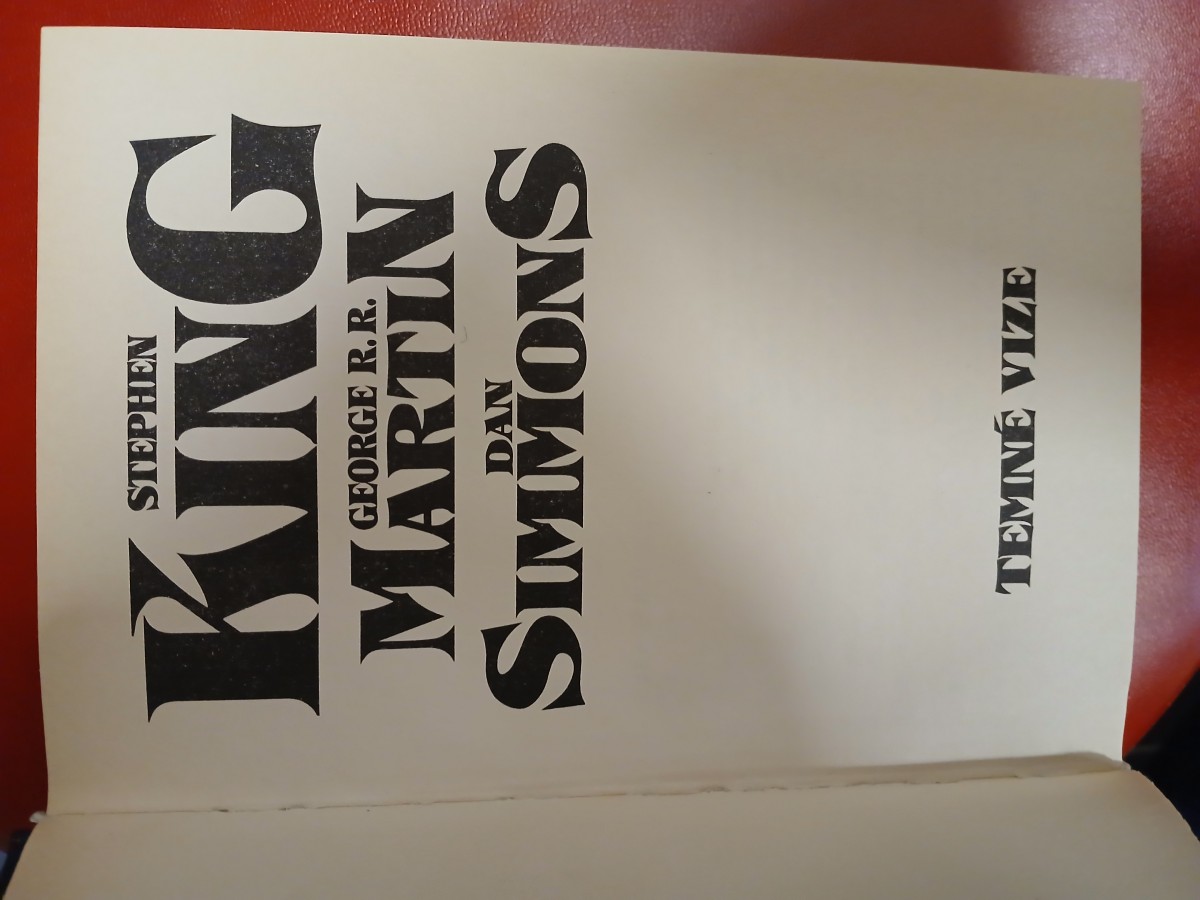 STEPHEN
KING
GEORGE R. R.
MARTIN
DAN
SIMMONS
TEMNÉ VIZE